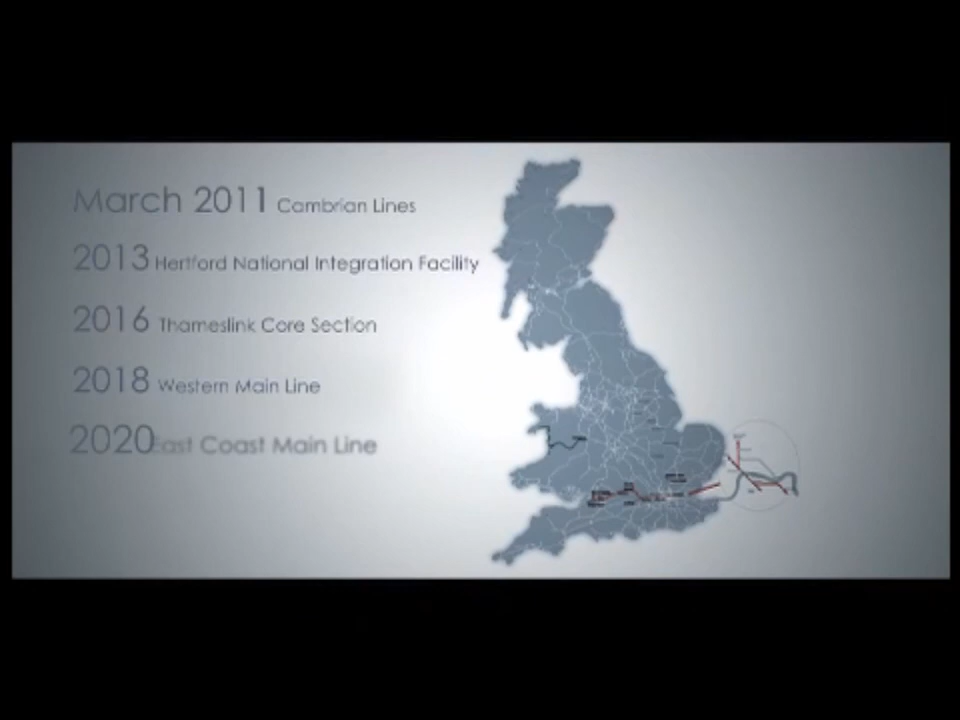 March 2011 Cambrian Lines
2013 Hertford National Integration Facility
2016 Thameslink Core Section
2018 Western Main Line
2020 East Coast Main Line